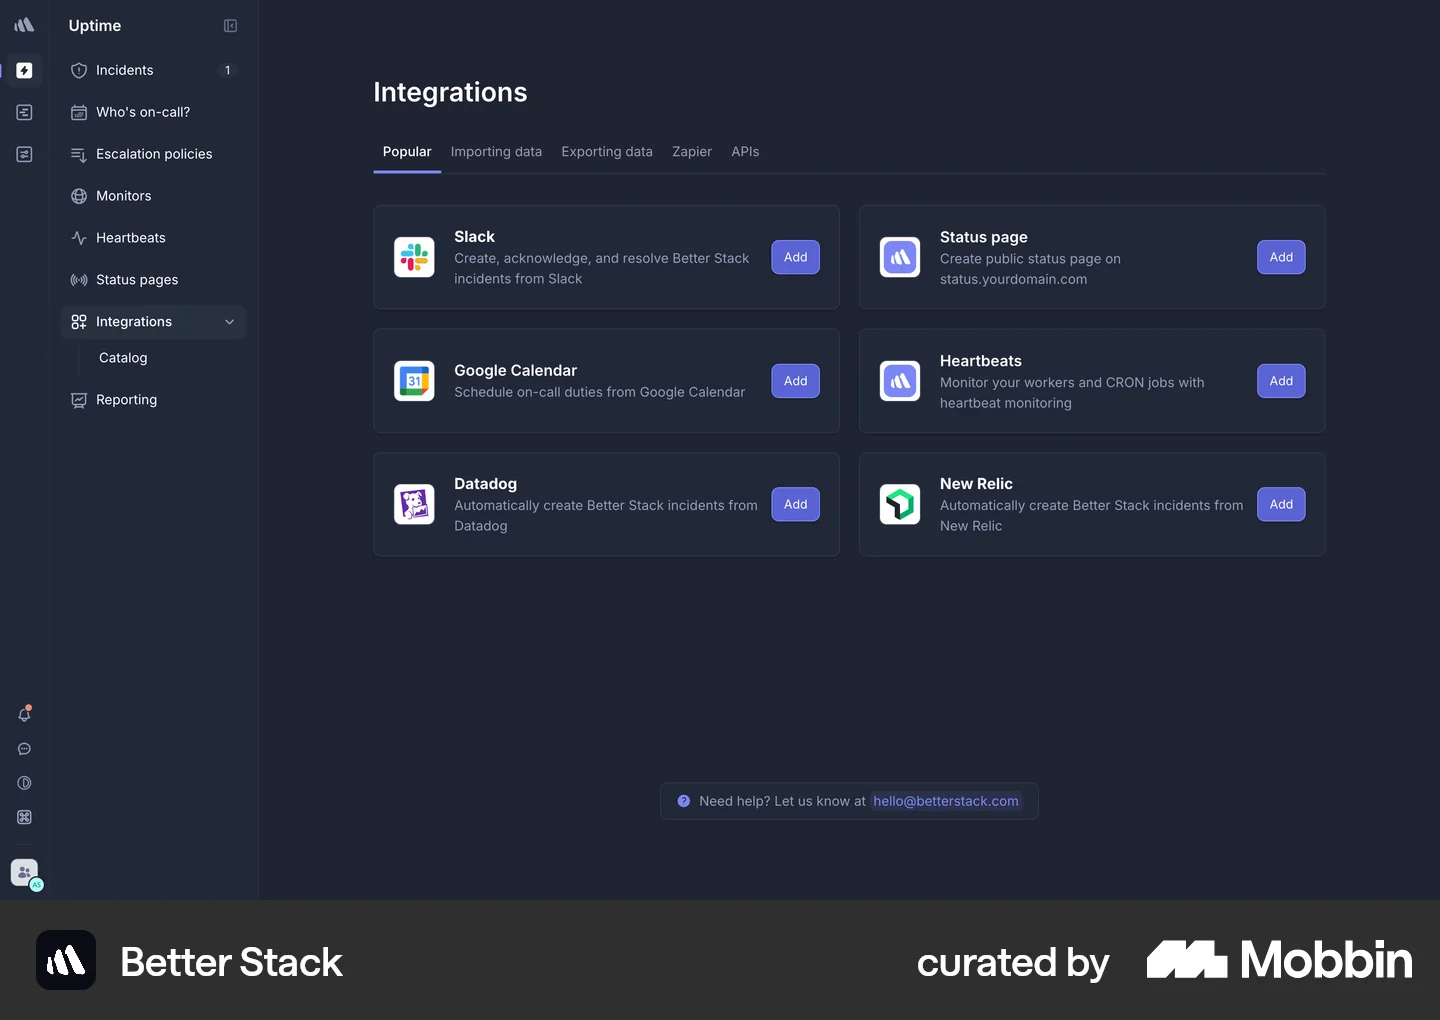 Uptime
Incidents
1
Who's on-call?
Escalation policies
Monitors
Heartbeats
Status pages
Integrations
Catalog
Reporting
AS
Integrations
Popular
Importing data
Exporting data
Zapier
APIs
Slack
Create, acknowledge, and resolve Better Stack
incidents from Slack
Add
Status page
Create public status page on
status.yourdomain.com
Add
31
Google Calendar
Schedule on-call duties from Google Calendar
Add
Heartbeats
Monitor your workers and CRON jobs with
heartbeat monitoring
Add
Datadog
Automatically create Better Stack incidents from
Datadog
Add
New Relic
Automatically create Better Stack incidents from
New Relic
Add
? Need help? Let us know at hello@betterstack.com
Better Stack
curated by
Mobbin